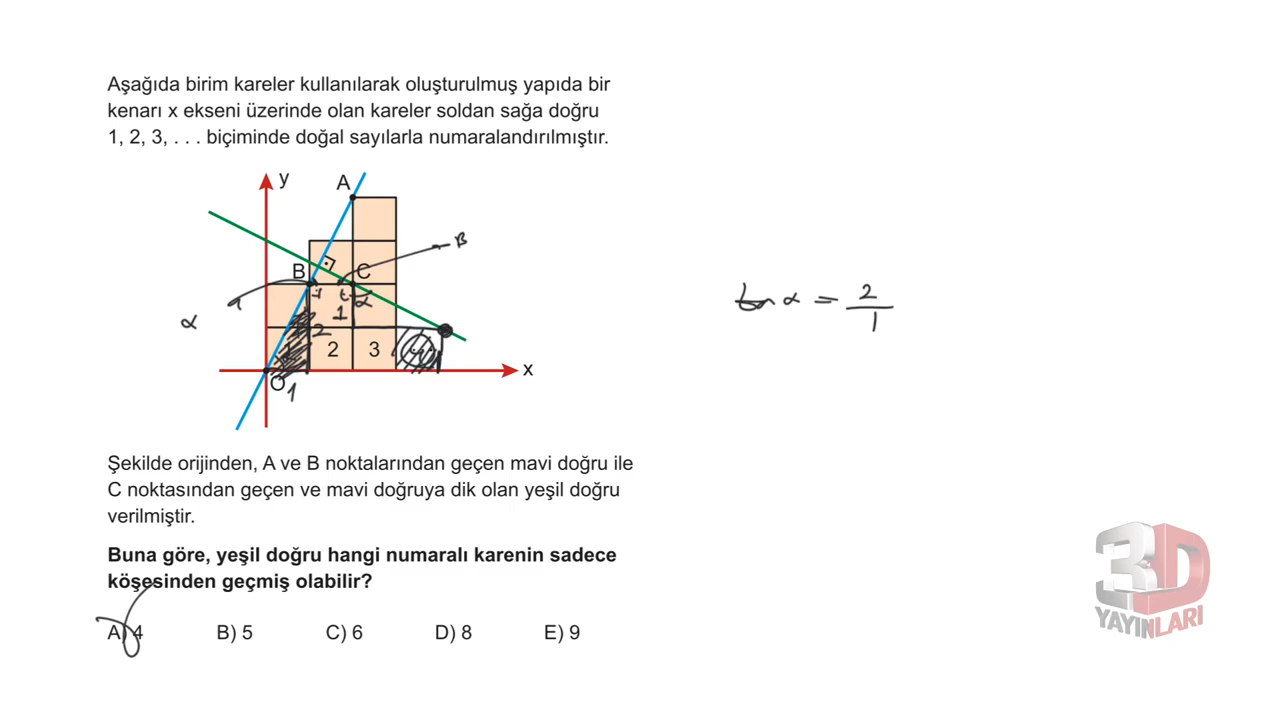 Aşağıda birim kareler kullanılarak oluşturulmuş yapıda bir
kenarı x ekseni üzerinde olan kareler soldan sağa doğru
1, 2, 3, . . . biçiminde doğal sayılarla numaralandırılmıştır.
y
A
B
B
C
α
α
1
2
1
2
3
x
O
1
tan α = 2/1
Şekilde orijinden, A ve B noktalarından geçen mavi doğru ile
C noktasından geçen ve mavi doğruya dik olan yeşil doğru
verilmiştir.
Buna göre, yeşil doğru hangi numaralı karenin sadece
köşesinden geçmiş olabilir?
A) 4 B) 5 C) 6 D) 8 E) 9
3D
YAYINLARI